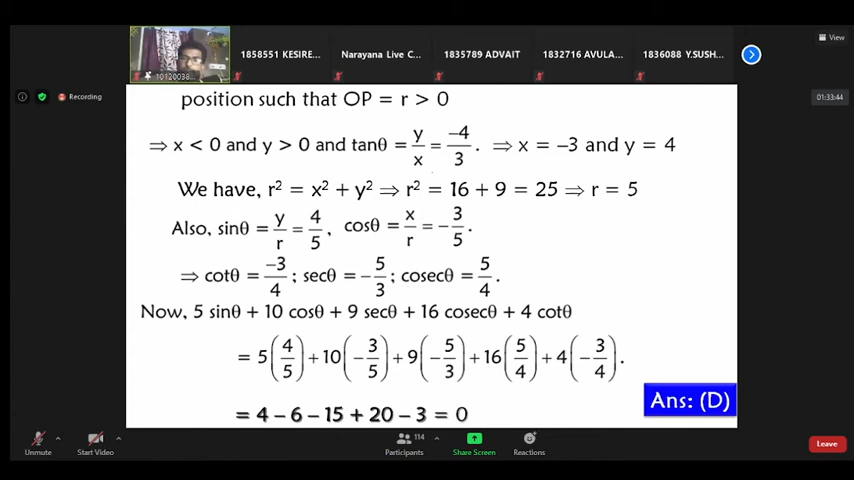 View
1858551 KESIRE... Narayana Live C... 1835789 ADVAIT 1832716 AVULA... 1836088 Y.SUSH...
10120038...
Recording
01:33:44
position such that OP = r > 0
⇒ x < 0 and y > 0 and tanθ = y/x = −4/3. ⇒ x = −3 and y = 4
We have, r² = x² + y² ⇒ r² = 16 + 9 = 25 ⇒ r = 5
Also, sinθ = y/r = 4/5, cosθ = x/r = −3/5.
⇒ cotθ = −3/4; secθ = −5/3; cosecθ = 5/4.
Now, 5 sinθ + 10 cosθ + 9 secθ + 16 cosecθ + 4 cotθ
= 5(4/5) + 10(−3/5) + 9(−5/3) + 16(5/4) + 4(−3/4).
Ans: (D)
= 4 − 6 − 15 + 20 − 3 = 0
114
Unmute Start Video Participants Share Screen Reactions Leave